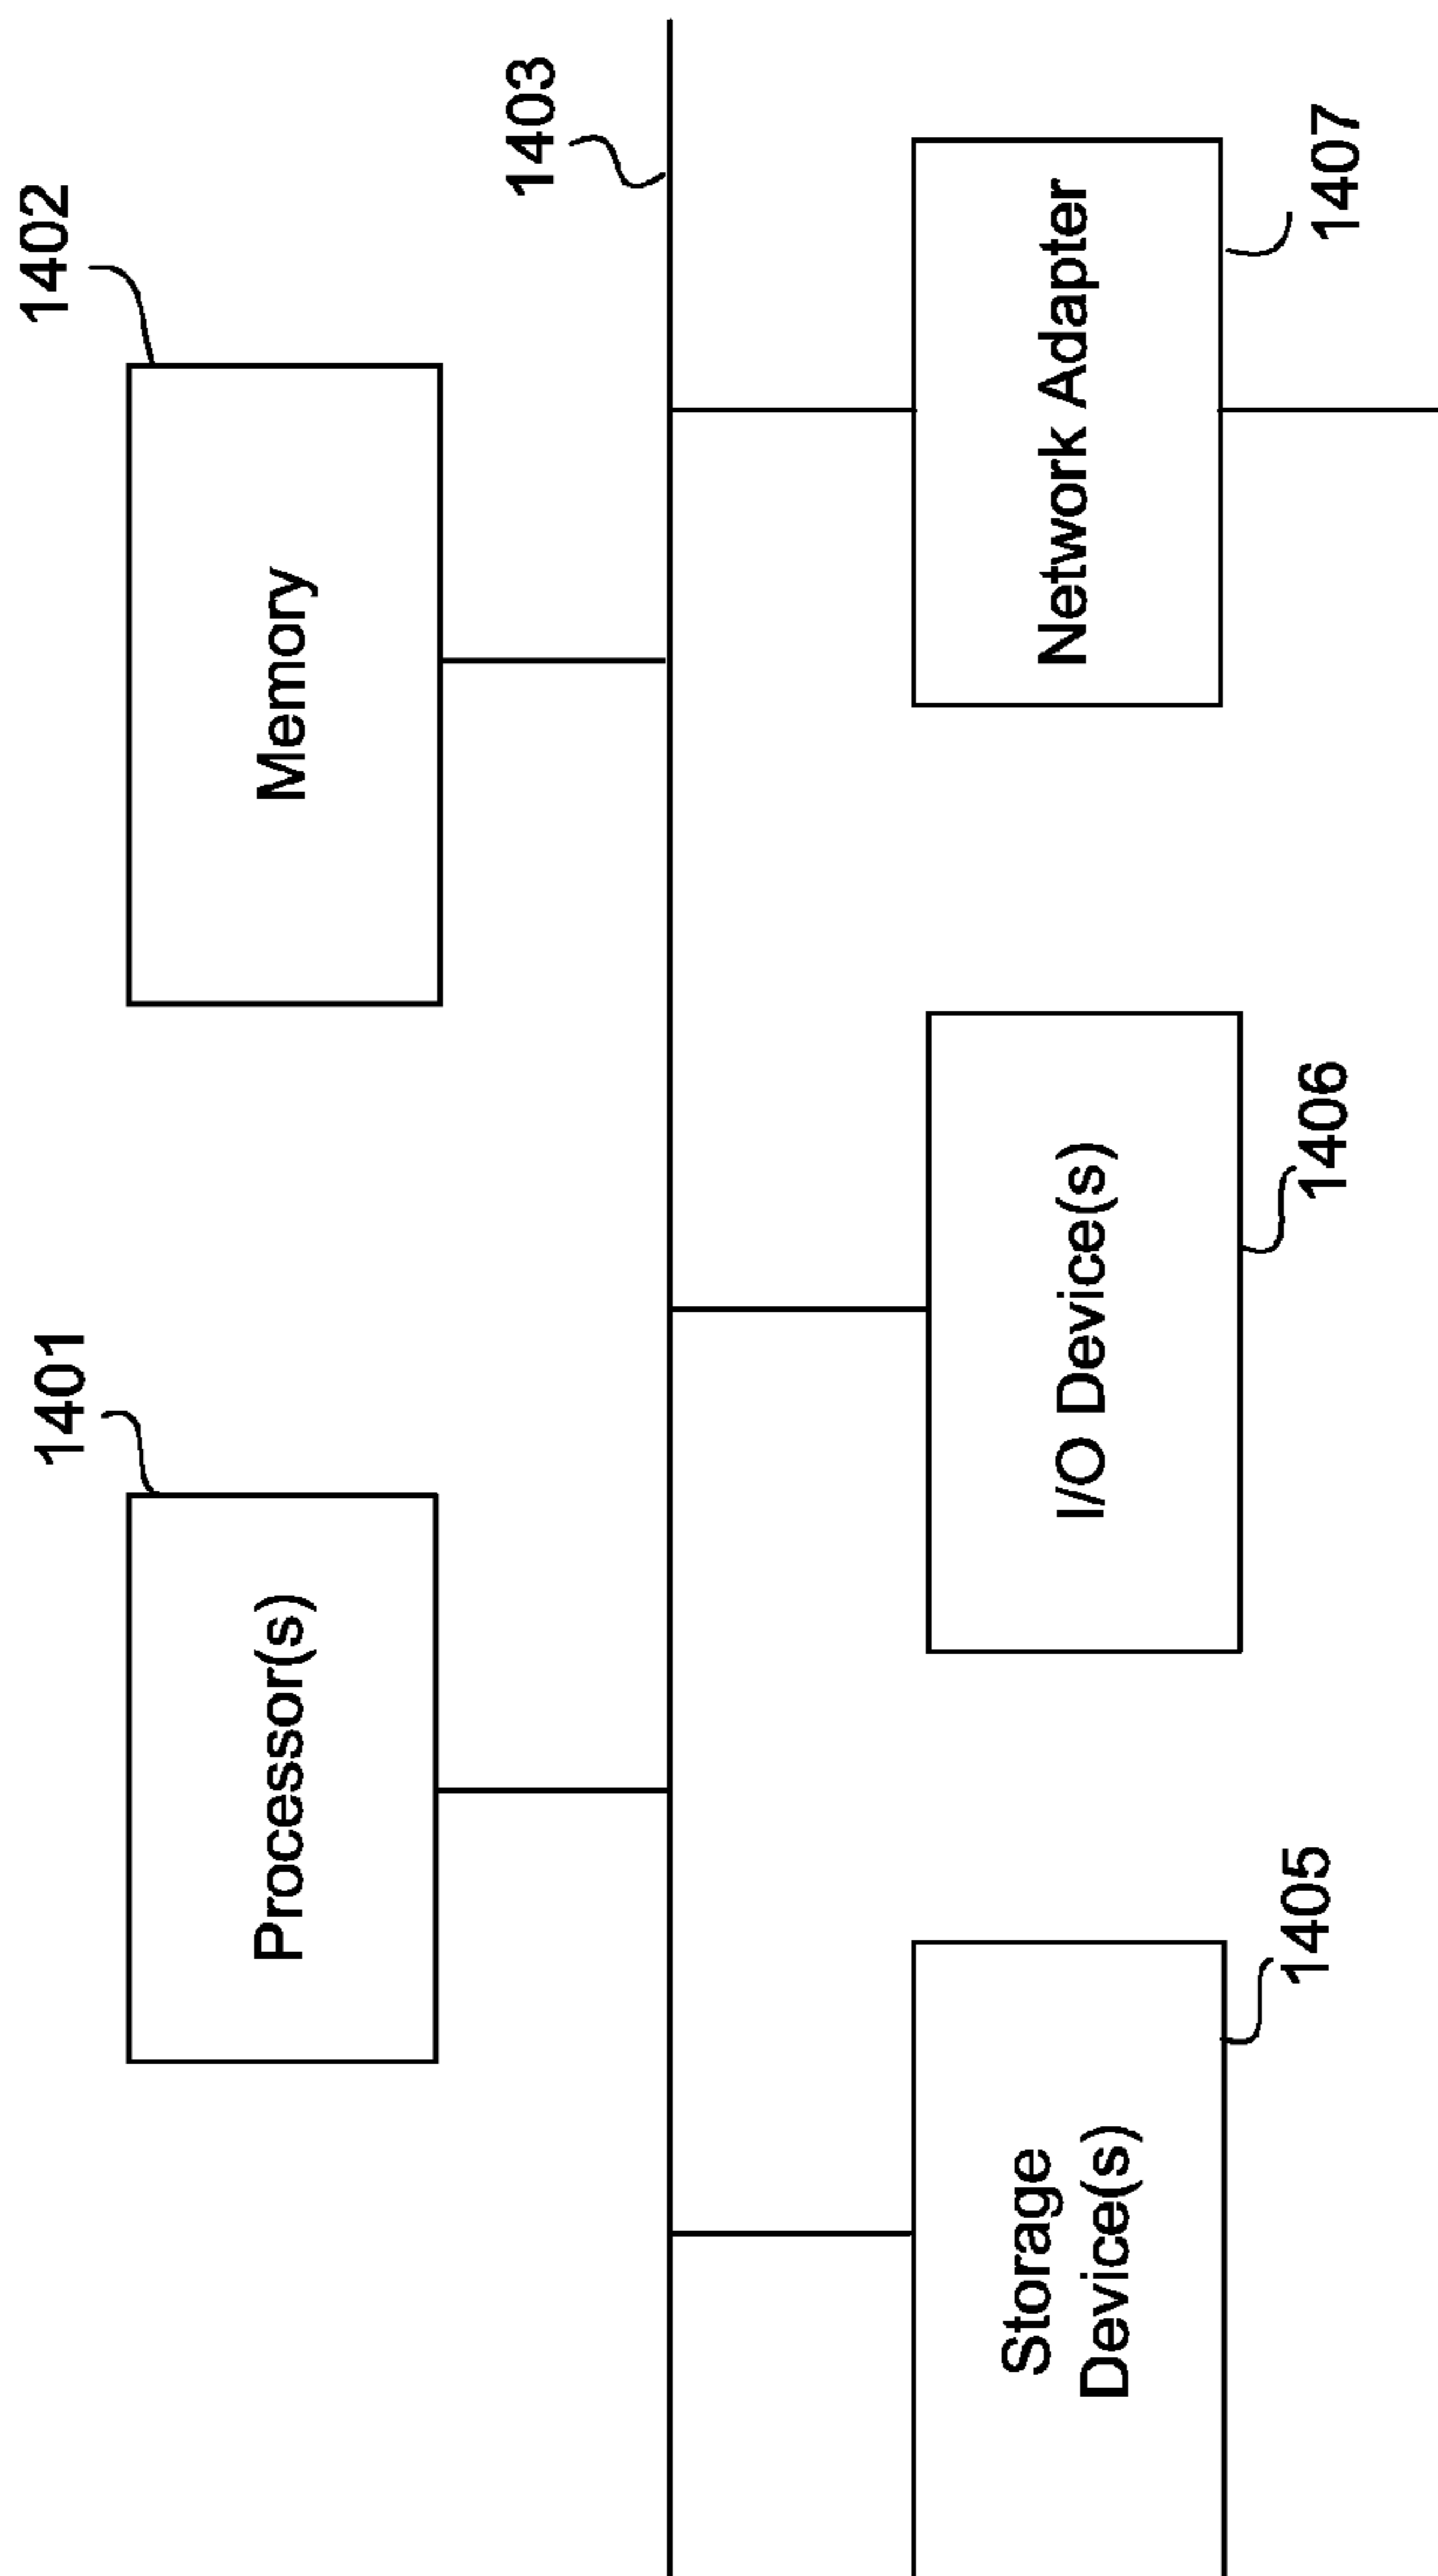 1401
1402
Processor(s)
Memory
1403
Storage
Device(s)
I/O Device(s)
Network Adapter
1405
1406
1407